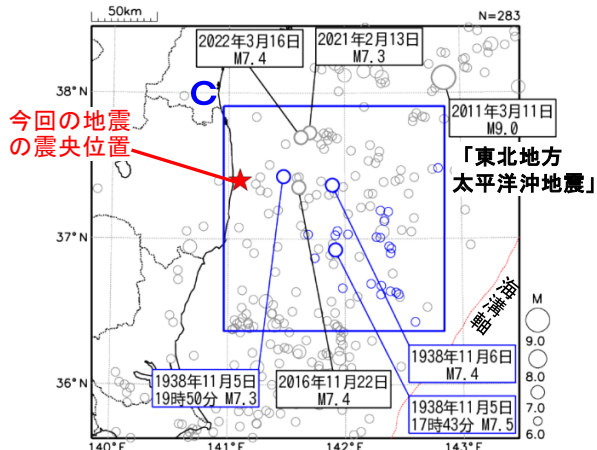 50km
N=283
2022年3月16日
M7.4
2021年2月13日
M7.3
38°N
C
今回の地震
の震央位置
2011年3月11日
M9.0
「東北地方
太平洋沖地震」
37°N
海溝軸
M
9.0
8.0
7.0
6.0
1938年11月6日
M7.4
36°N
1938年11月5日
19時50分 M7.3
2016年11月22日
M7.4
1938年11月5日
17時43分 M7.5
140°E
141°E
142°E
143°E